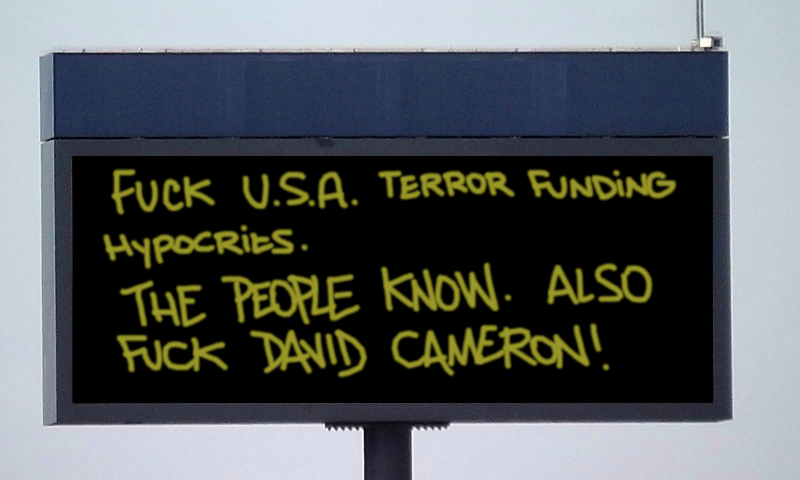 FUCK U.S.A. TERROR FUNDING
HYPOCRITES.
THE PEOPLE KNOW. ALSO
FUCK DAVID CAMERON!